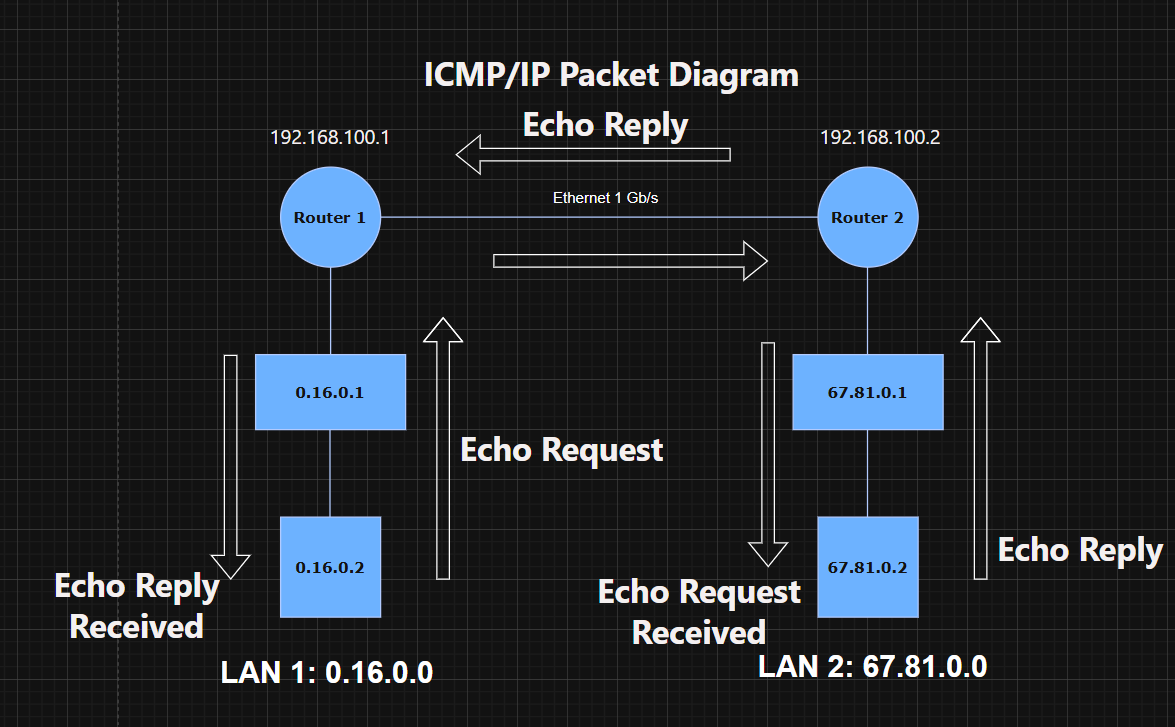 ICMP/IP Packet Diagram
Echo Reply
192.168.100.1
192.168.100.2
Ethernet 1 Gb/s
Router 1
Router 2
0.16.0.1
67.81.0.1
Echo Request
0.16.0.2
67.81.0.2
Echo Reply
Echo Reply
Received
Echo Request
Received
LAN 1: 0.16.0.0
LAN 2: 67.81.0.0